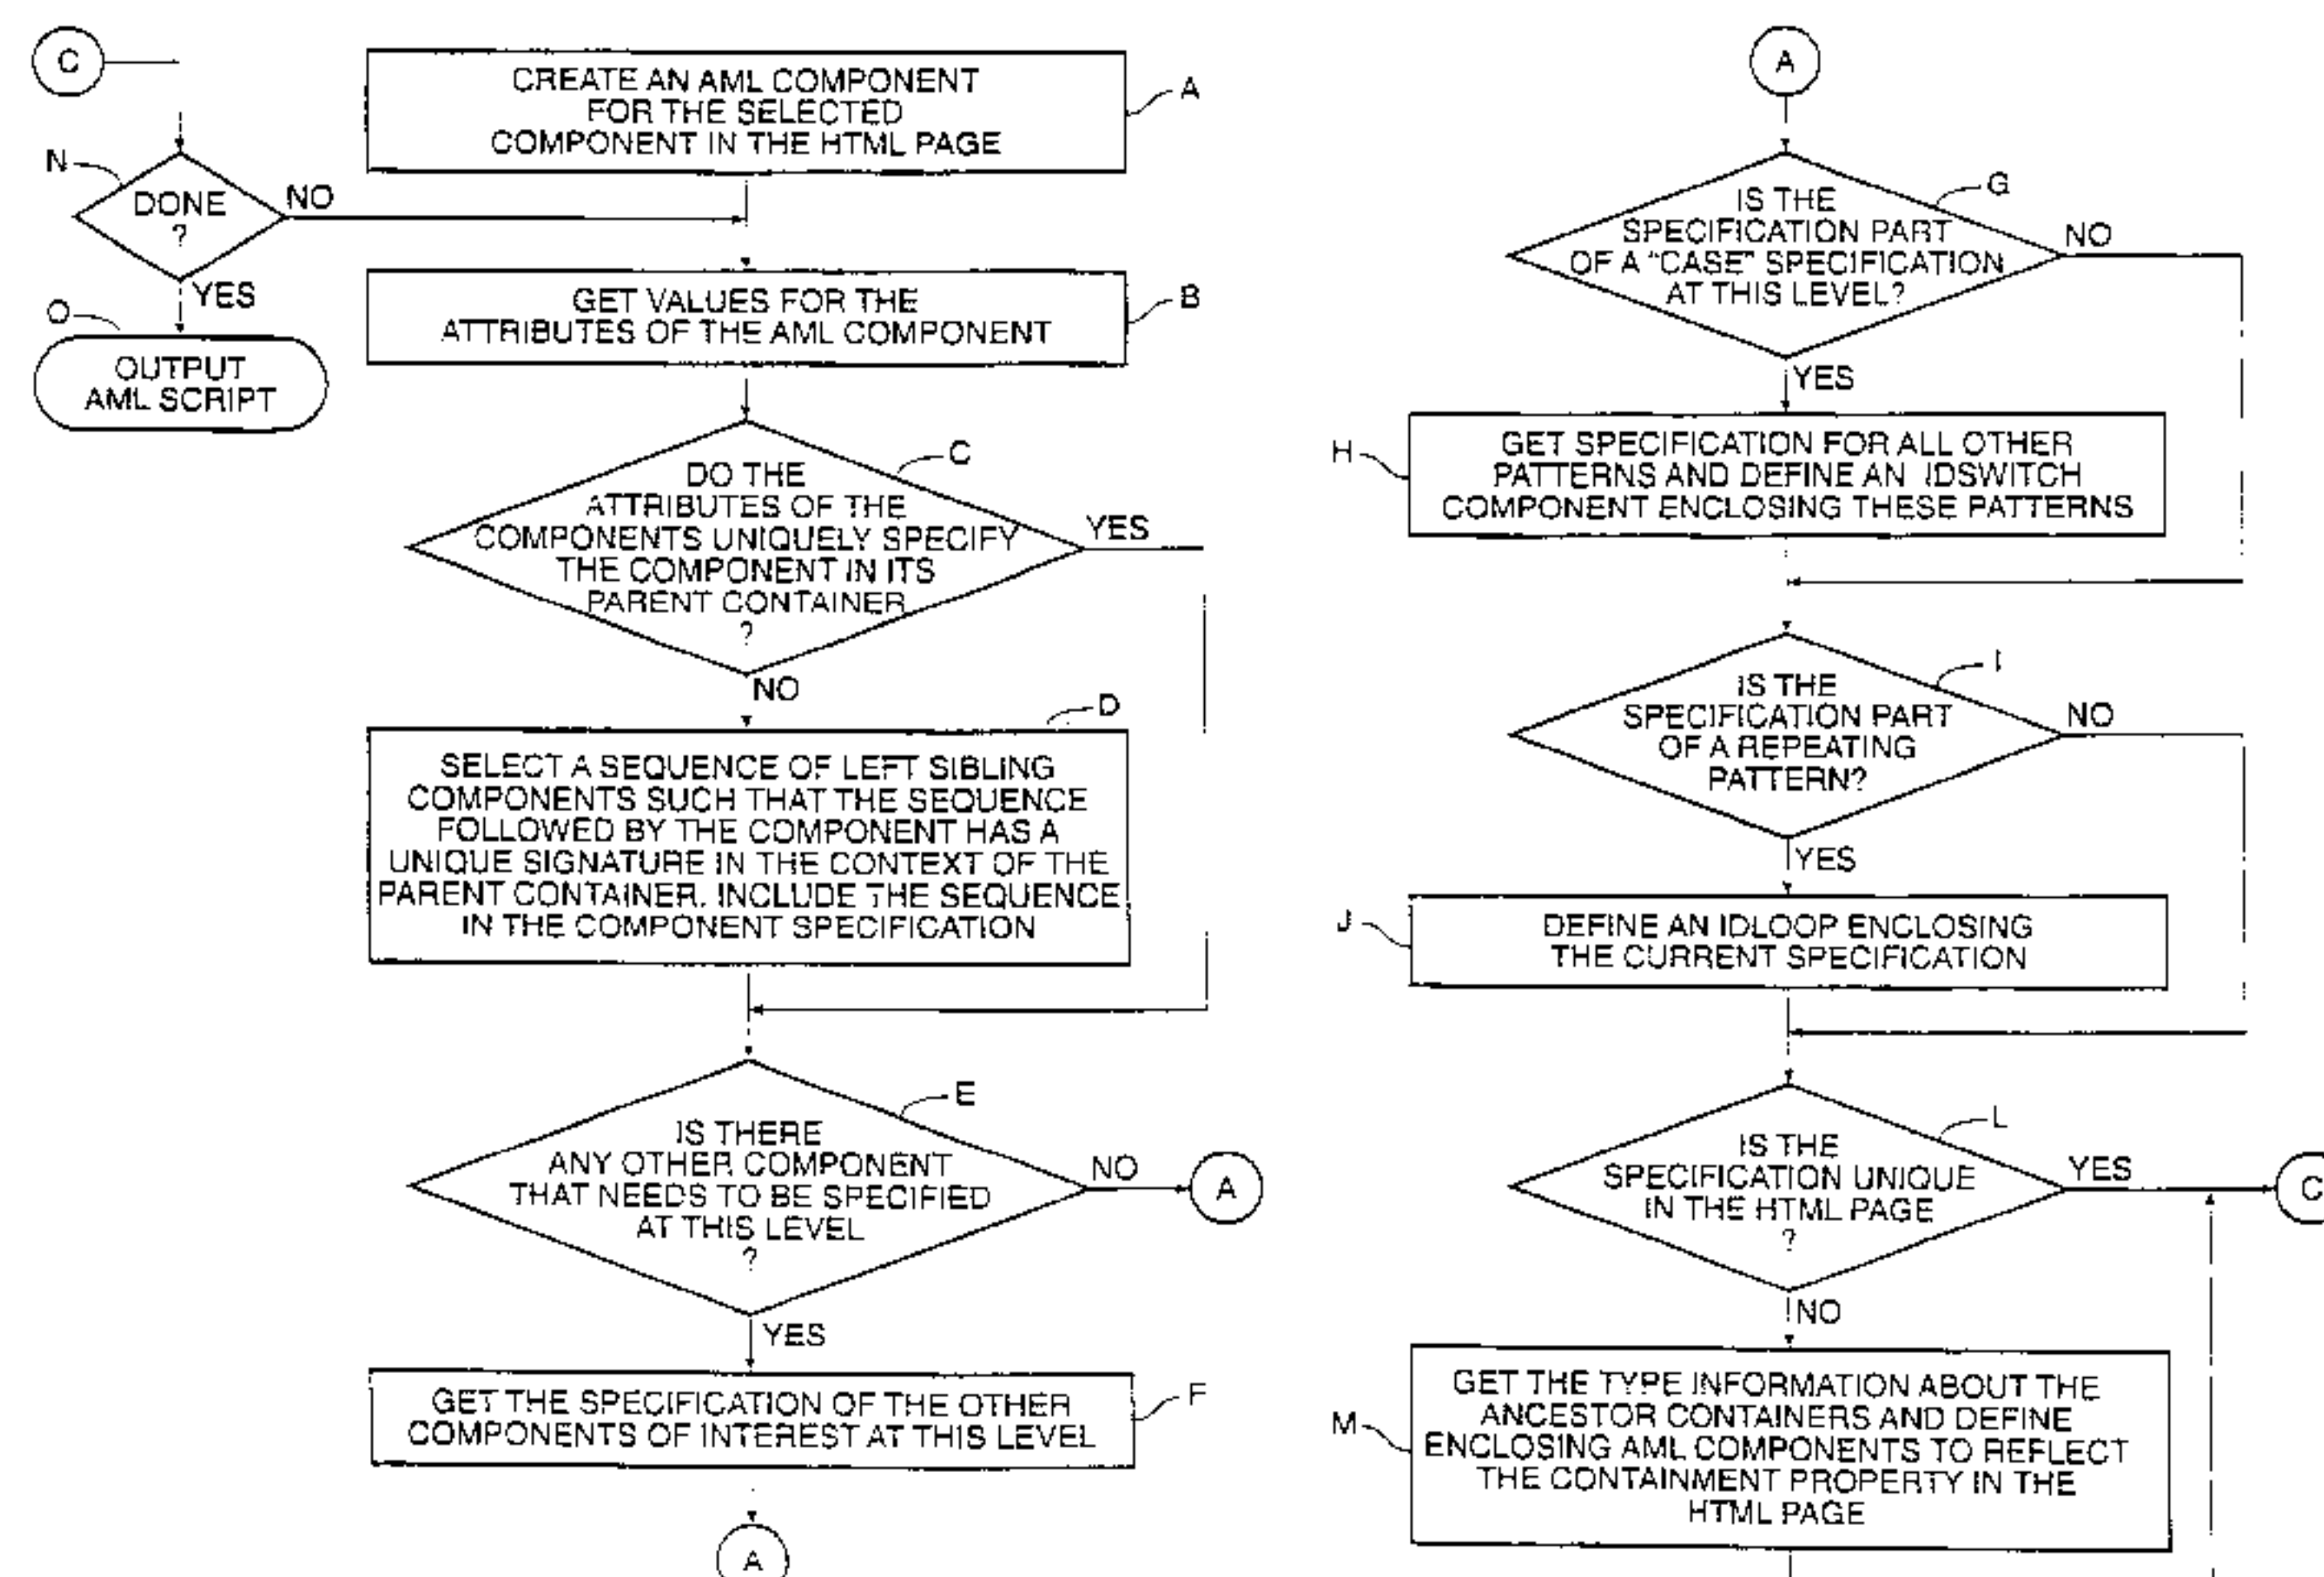 C
N
DONE
?
NO
YES
O
OUTPUT
AML SCRIPT
CREATE AN AML COMPONENT
FOR THE SELECTED
COMPONENT IN THE HTML PAGE
A
GET VALUES FOR THE
ATTRIBUTES OF THE AML COMPONENT
B
DO THE
ATTRIBUTES OF THE
COMPONENTS UNIQUELY SPECIFY
THE COMPONENT IN ITS
PARENT CONTAINER
?
C
YES
NO
D
SELECT A SEQUENCE OF LEFT SIBLING
COMPONENTS SUCH THAT THE SEQUENCE
FOLLOWED BY THE COMPONENT HAS A
UNIQUE SIGNATURE IN THE CONTEXT OF THE
PARENT CONTAINER. INCLUDE THE SEQUENCE
IN THE COMPONENT SPECIFICATION
E
IS THERE
ANY OTHER COMPONENT
THAT NEEDS TO BE SPECIFIED
AT THIS LEVEL
?
NO
A
YES
GET THE SPECIFICATION OF THE OTHER
COMPONENTS OF INTEREST AT THIS LEVEL
F
A
A
IS THE
SPECIFICATION PART
OF A "CASE" SPECIFICATION
AT THIS LEVEL?
G
NO
YES
H
GET SPECIFICATION FOR ALL OTHER
PATTERNS AND DEFINE AN IDSWITCH
COMPONENT ENCLOSING THESE PATTERNS
I
IS THE
SPECIFICATION PART
OF A REPEATING
PATTERN?
NO
YES
J
DEFINE AN IDLOOP ENCLOSING
THE CURRENT SPECIFICATION
L
IS THE
SPECIFICATION UNIQUE
IN THE HTML PAGE
?
YES
C
NO
M
GET THE TYPE INFORMATION ABOUT THE
ANCESTOR CONTAINERS AND DEFINE
ENCLOSING AML COMPONENTS TO REFLECT
THE CONTAINMENT PROPERTY IN THE
HTML PAGE